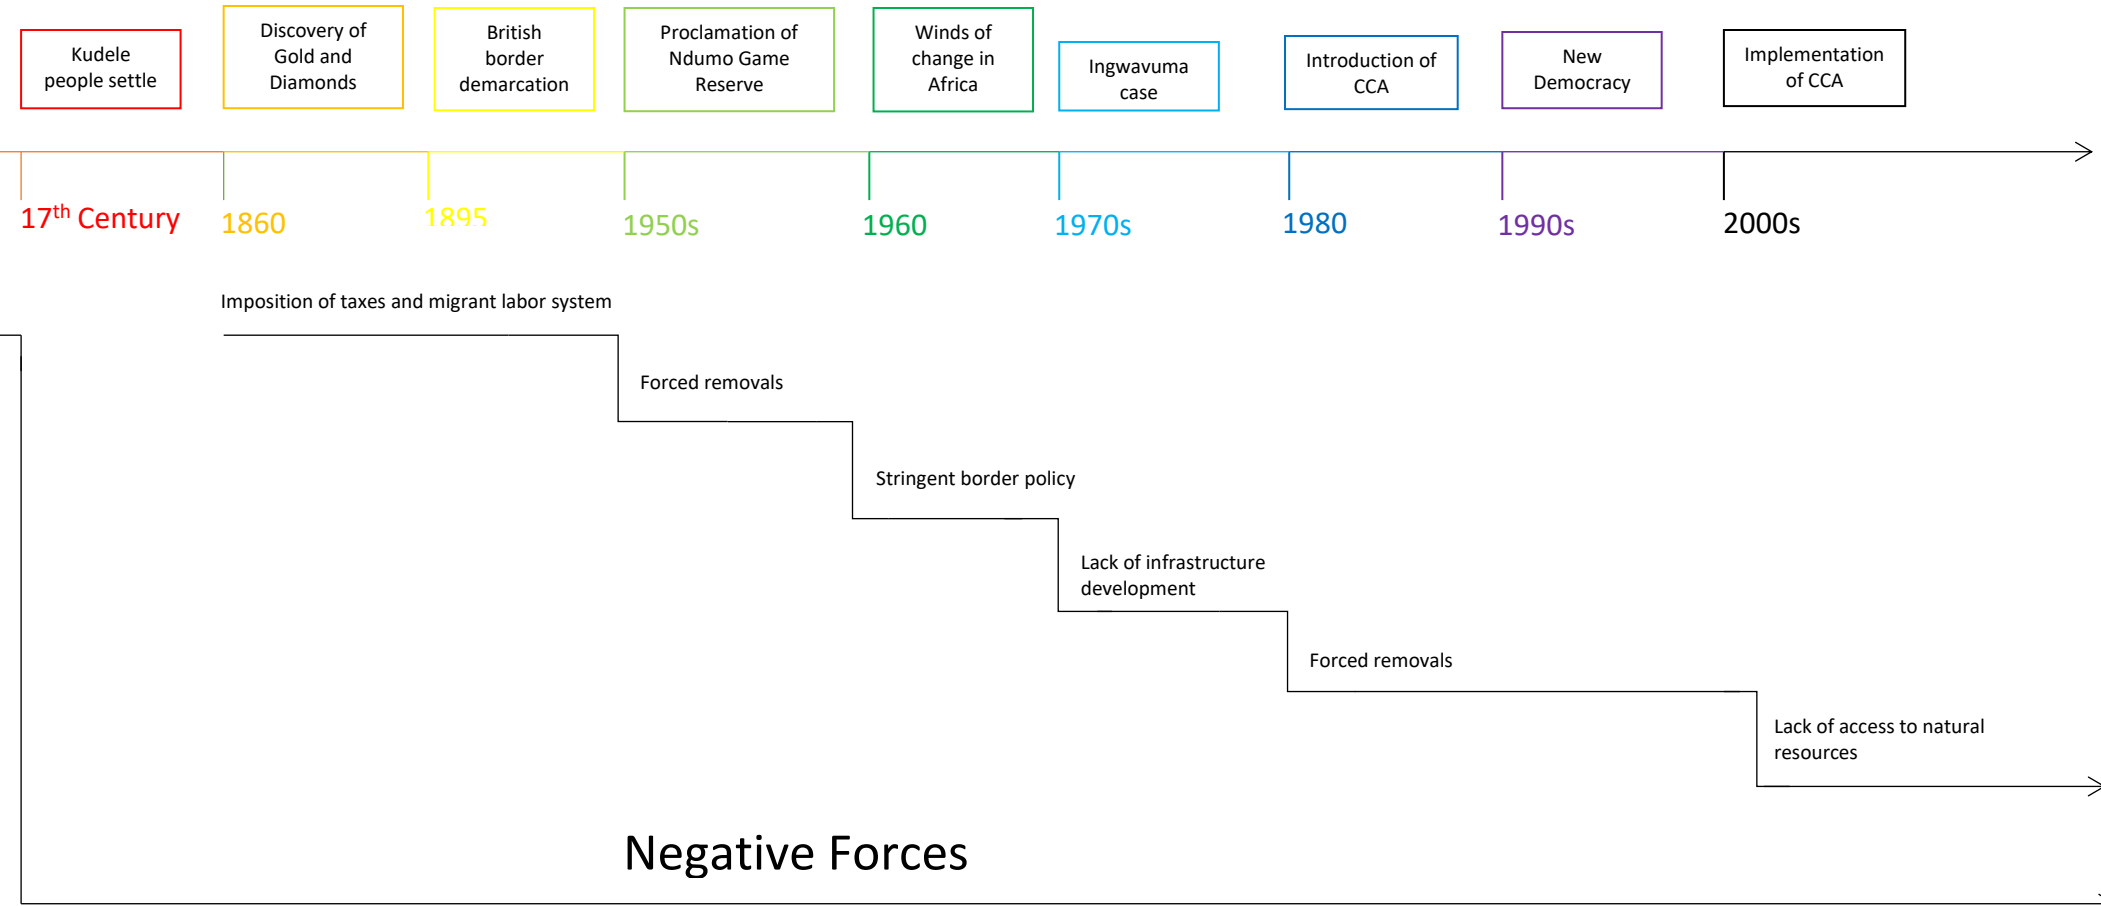 Kudele
people settle
Discovery of
Gold and
Diamonds
British
border
demarcation
Proclamation of
Ndumo Game
Reserve
Winds of
change in
Africa
Ingwavuma
case
Introduction of
CCA
New
Democracy
Implementation
of CCA
17th Century
1860
1895
1950s
1960
1970s
1980
1990s
2000s
Imposition of taxes and migrant labor system
Forced removals
Stringent border policy
Lack of infrastructure
development
Forced removals
Lack of access to natural
resources
Negative Forces